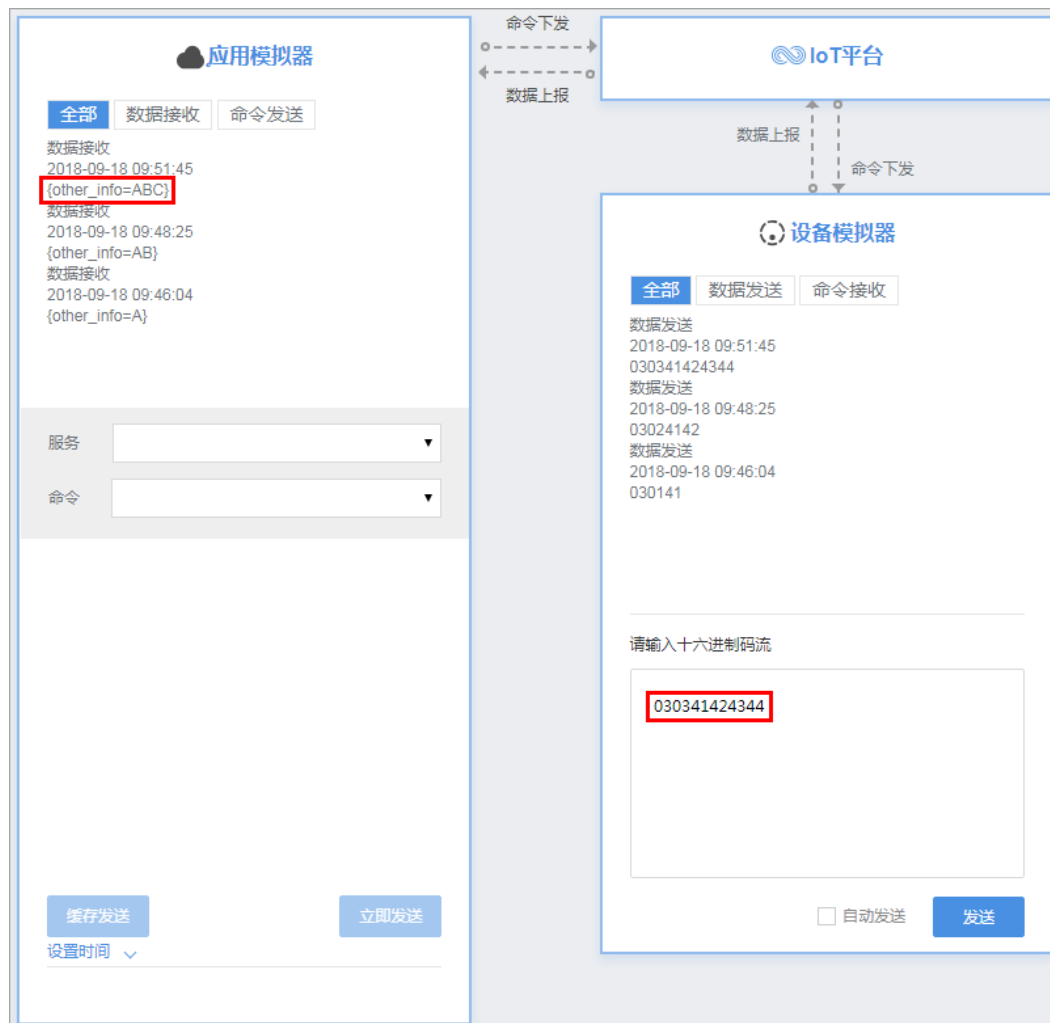 应用模拟器
全部 数据接收 命令发送
数据接收
2018-09-18 09:51:45
{other_info=ABC}
数据接收
2018-09-18 09:48:25
{other_info=AB}
数据接收
2018-09-18 09:46:04
{other_info=A}
服务
命令
缓存发送 立即发送
设置时间
命令下发
数据上报
IoT平台
数据上报
命令下发
设备模拟器
全部 数据发送 命令接收
数据发送
2018-09-18 09:51:45
030341424344
数据发送
2018-09-18 09:48:25
03024142
数据发送
2018-09-18 09:46:04
030141
请输入十六进制码流
030341424344
自动发送 发送